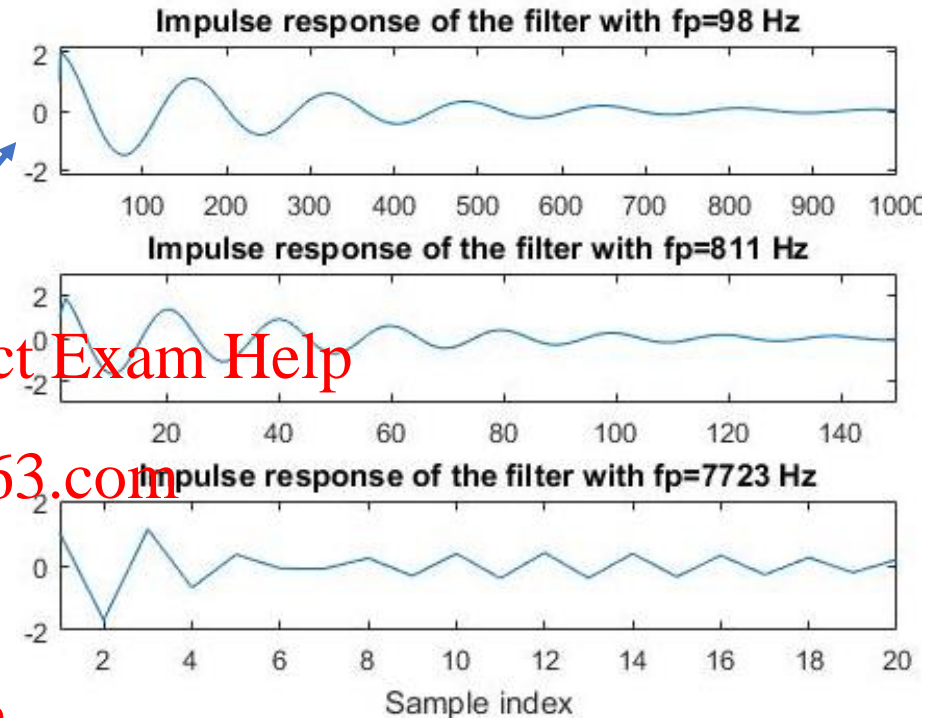 Impulse response of the filter with fp=98 Hz
2
0
-2
100 200 300 400 500 600 700 800 900 1000
Impulse response of the filter with fp=811 Hz
2
0
-2
ct Exam Help
20 40 60 80 100 120 140
63.com
Impulse response of the filter with fp=7723 Hz
2
0
-2
2 4 6 8 10 12 14 16 18 20
Sample index